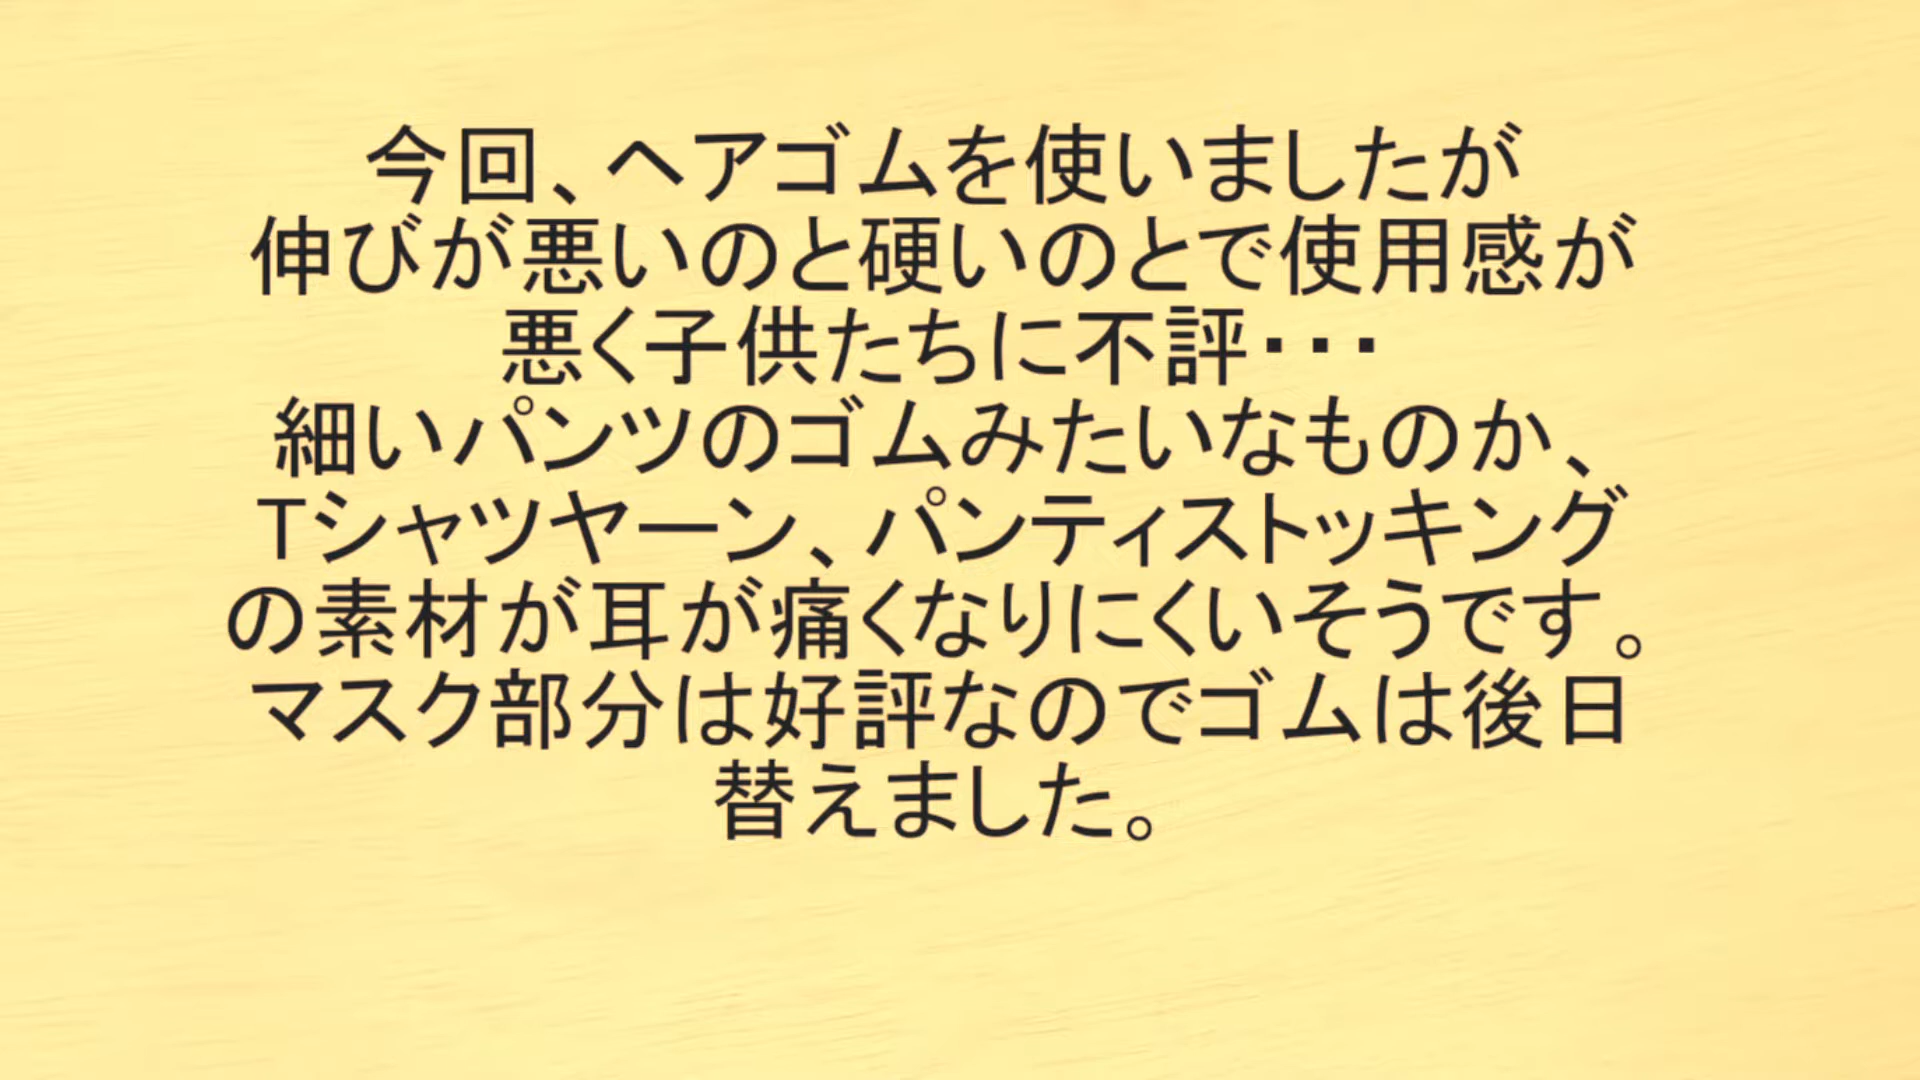 今回、ヘアゴムを使いましたが
伸びが悪いのと硬いのとで使用感が
悪く子供たちに不評・・・
細いパンツのゴムみたいなものか、
Tシャツヤーン、パンティストッキング
の素材が耳が痛くなりにくいそうです。
マスク部分は好評なのでゴムは後日
替えました。